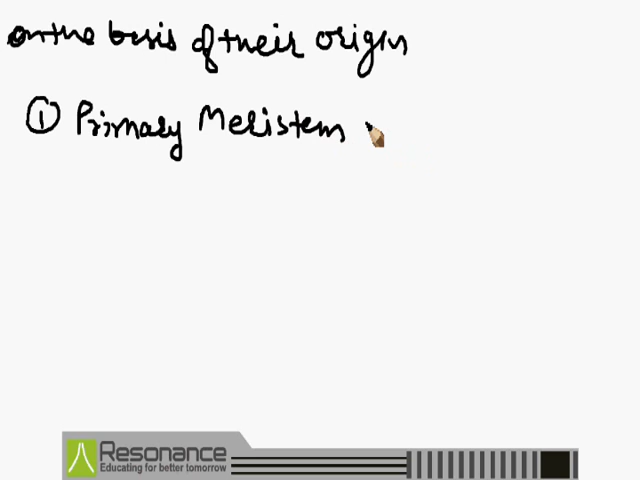 on the basis of their origin
① Primary Meristem
Resonance
Educating for better tomorrow